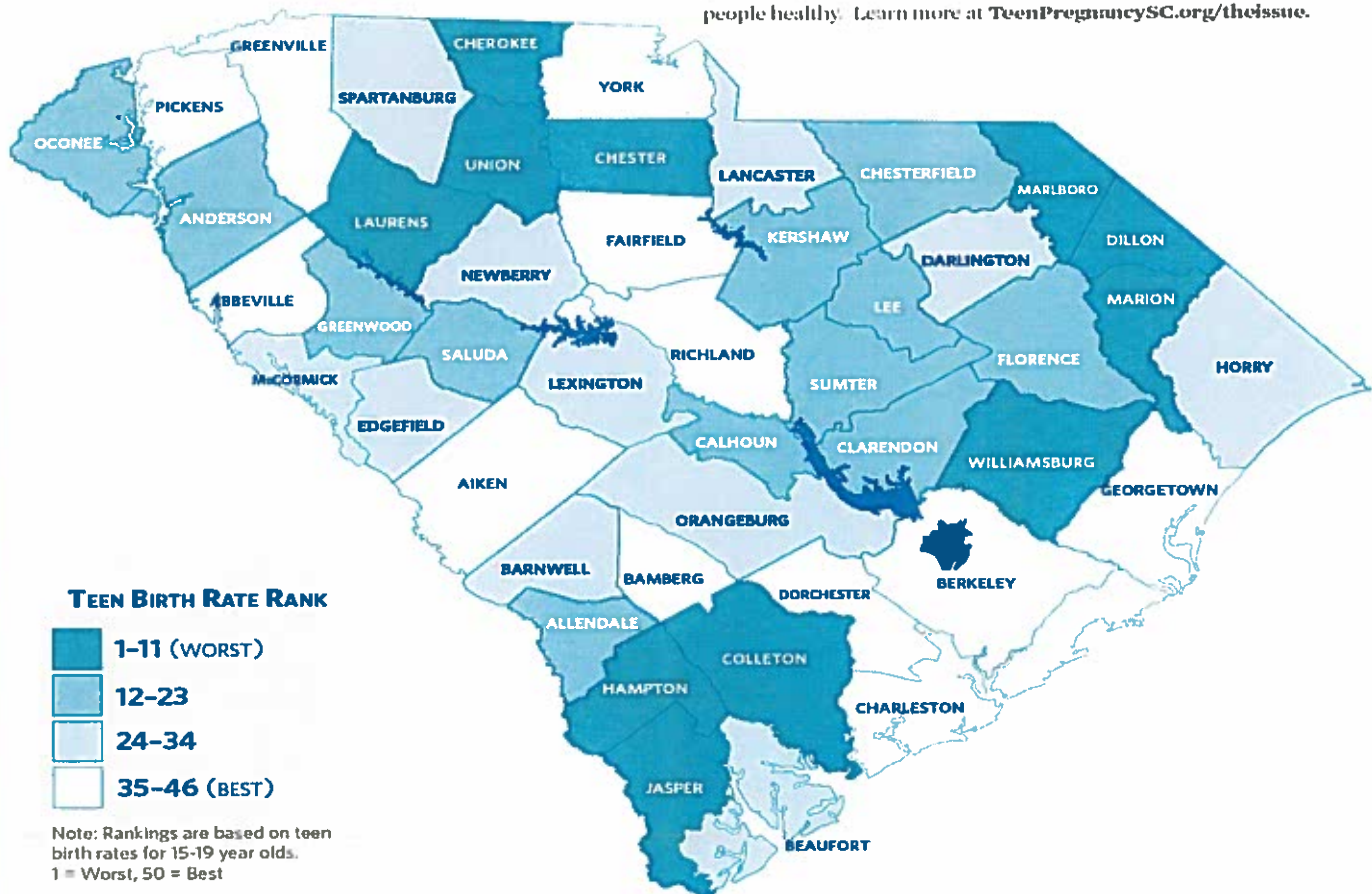 people healthy. Learn more at TeenPregnancySC.org/theissue.
GREENVILLE
CHEROKEE
PICKENS
SPARTANBURG
YORK
OCONEE
UNION
CHESTER
LANCASTER
CHESTERFIELD
MARLBORO
ANDERSON
LAURENS
FAIRFIELD
KERSHAW
DARLINGTON
DILLON
NEWBERRY
ABBEVILLE
LEE
MARION
GREENWOOD
SALUDA
RICHLAND
FLORENCE
HORRY
McCORMICK
LEXINGTON
SUMTER
EDGEFIELD
CALHOUN
CLARENDON
WILLIAMSBURG
AIKEN
GEORGETOWN
ORANGEBURG
BARNWELL
BAMBERG
DORCHESTER
BERKELEY
ALLENDALE
COLLETON
HAMPTON
CHARLESTON
JASPER
BEAUFORT
TEEN BIRTH RATE RANK
1–11 (WORST)
12–23
24–34
35–46 (BEST)
Note: Rankings are based on teen
birth rates for 15-19 year olds.
1 = Worst, 50 = Best